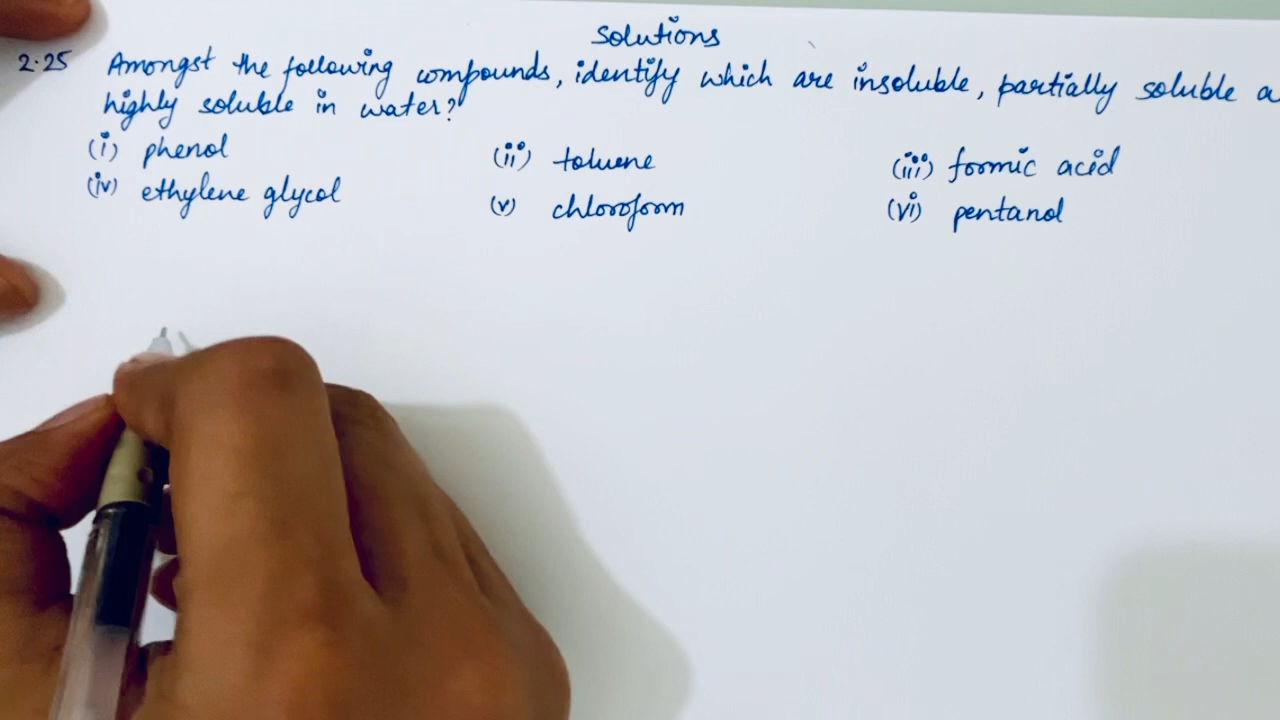 Solutions
2.25 Amongst the following compounds, identify which are insoluble, partially soluble
highly soluble in water?
(i) phenol (ii) toluene (iii) formic acid
(iv) ethylene glycol (v) chloroform (vi) pentanol